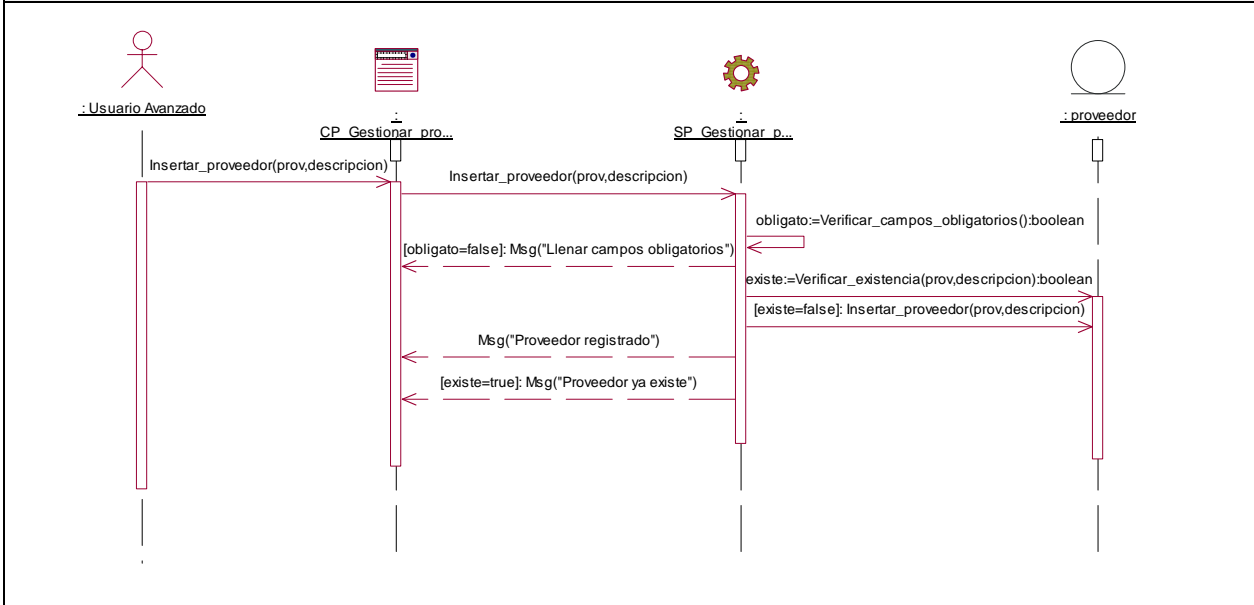 : Usuario Avanzado
:
CP_Gestionar_pro...
:
SP_Gestionar_p...
: proveedor
Insertar_proveedor(prov,descripcion)
Insertar_proveedor(prov,descripcion)
obligato:=Verificar_campos_obligatorios():boolean
[obligato=false]: Msg("Llenar campos obligatorios")
existe:=Verificar_existencia(prov,descripcion):boolean
[existe=false]: Insertar_proveedor(prov,descripcion)
Msg("Proveedor registrado")
[existe=true]: Msg("Proveedor ya existe")